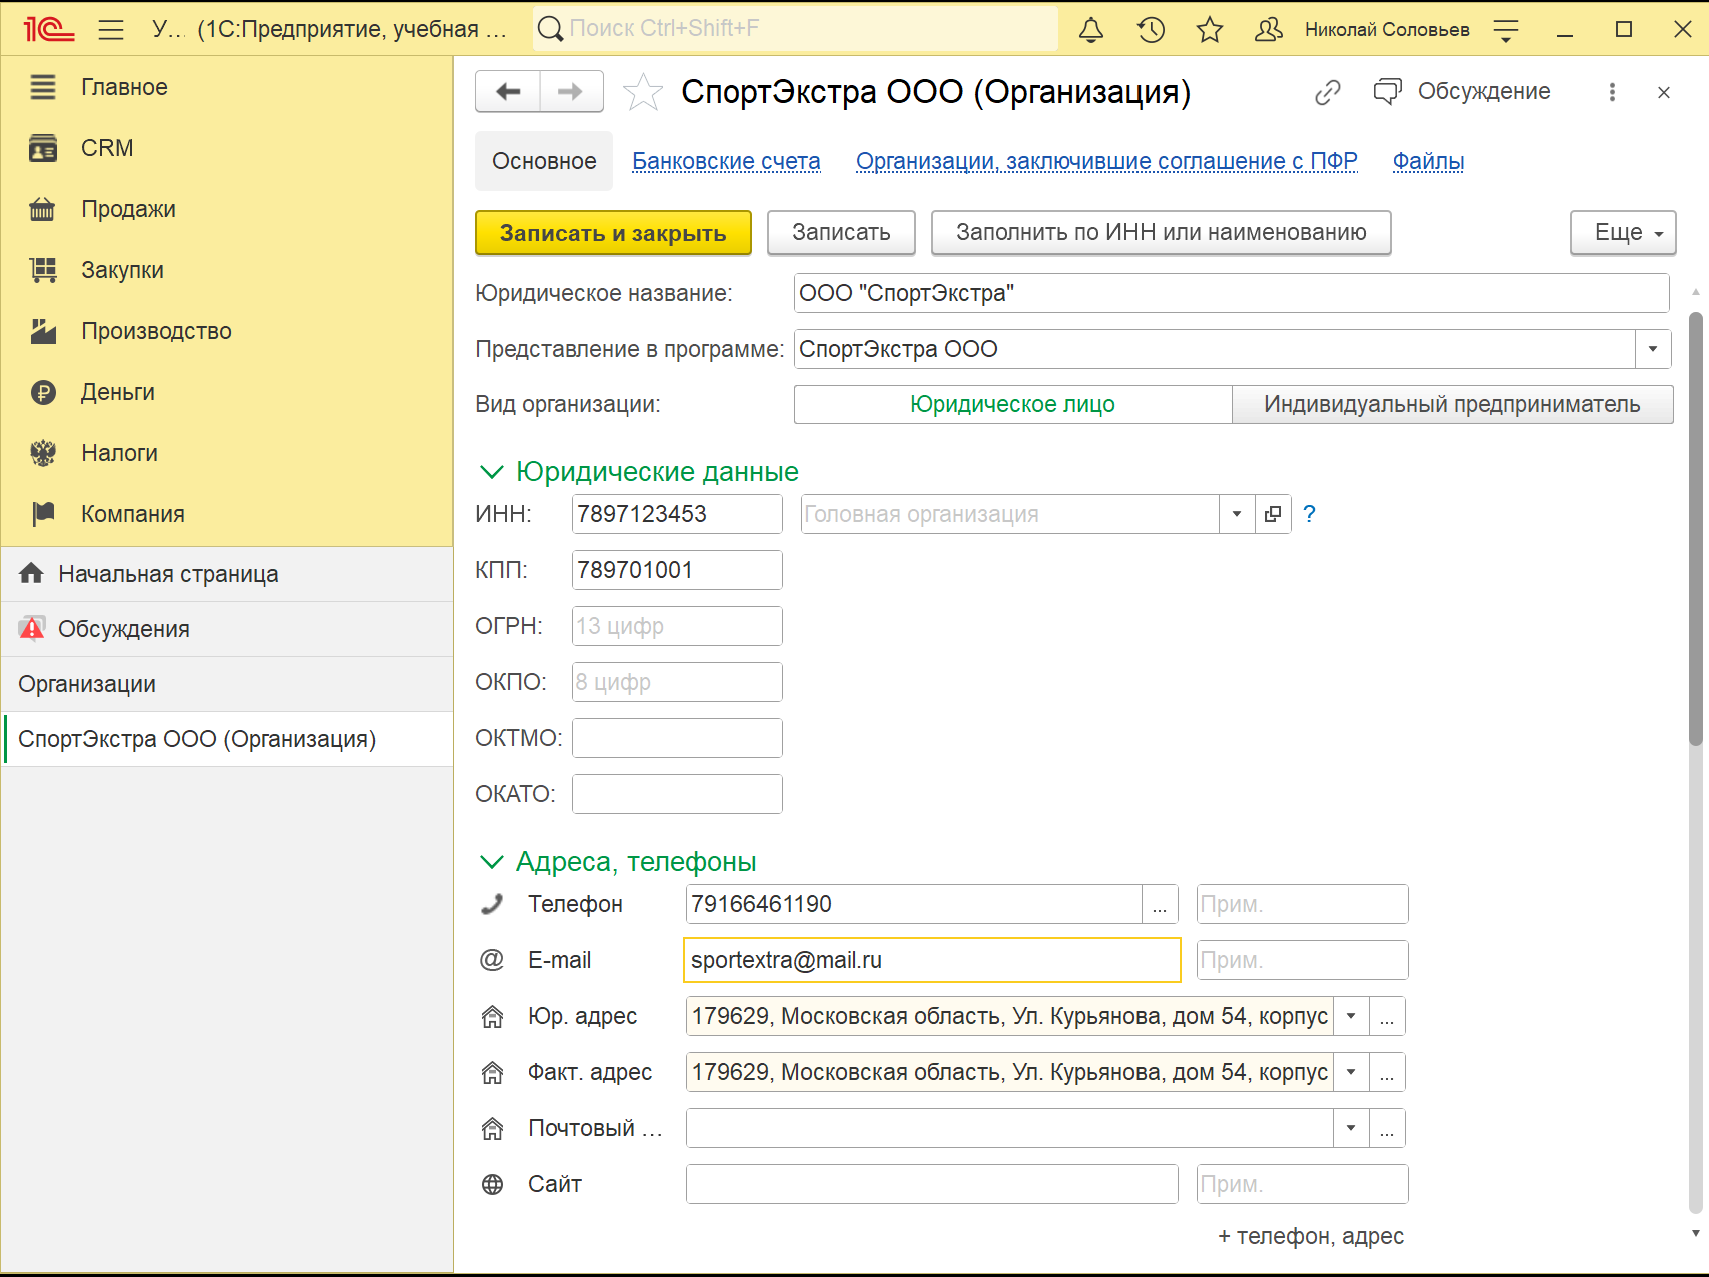 1С У... (1С:Предприятие, учебная ... Поиск Ctrl+Shift+F Николай Соловьев
Главное
CRM
Продажи
Закупки
Производство
Деньги
Налоги
Компания
Начальная страница
Обсуждения
Организации
СпортЭкстра ООО (Организация)
СпортЭкстра ООО (Организация) Обсуждение
Основное Банковские счета Организации, заключившие соглашение с ПФР Файлы
Записать и закрыть Записать Заполнить по ИНН или наименованию Еще
Юридическое название: ООО "СпортЭкстра"
Представление в программе: СпортЭкстра ООО
Вид организации: Юридическое лицо Индивидуальный предприниматель
Юридические данные
ИНН: 7897123453 Головная организация ?
КПП: 789701001
ОГРН: 13 цифр
ОКПО: 8 цифр
ОКТМО:
ОКАТО:
Адреса, телефоны
Телефон 79166461190 ... Прим.
@ E-mail sportextra@mail.ru Прим.
Юр. адрес 179629, Московская область, Ул. Курьянова, дом 54, корпус ...
Факт. адрес 179629, Московская область, Ул. Курьянова, дом 54, корпус ...
Почтовый ... ...
Сайт Прим.
+ телефон, адрес